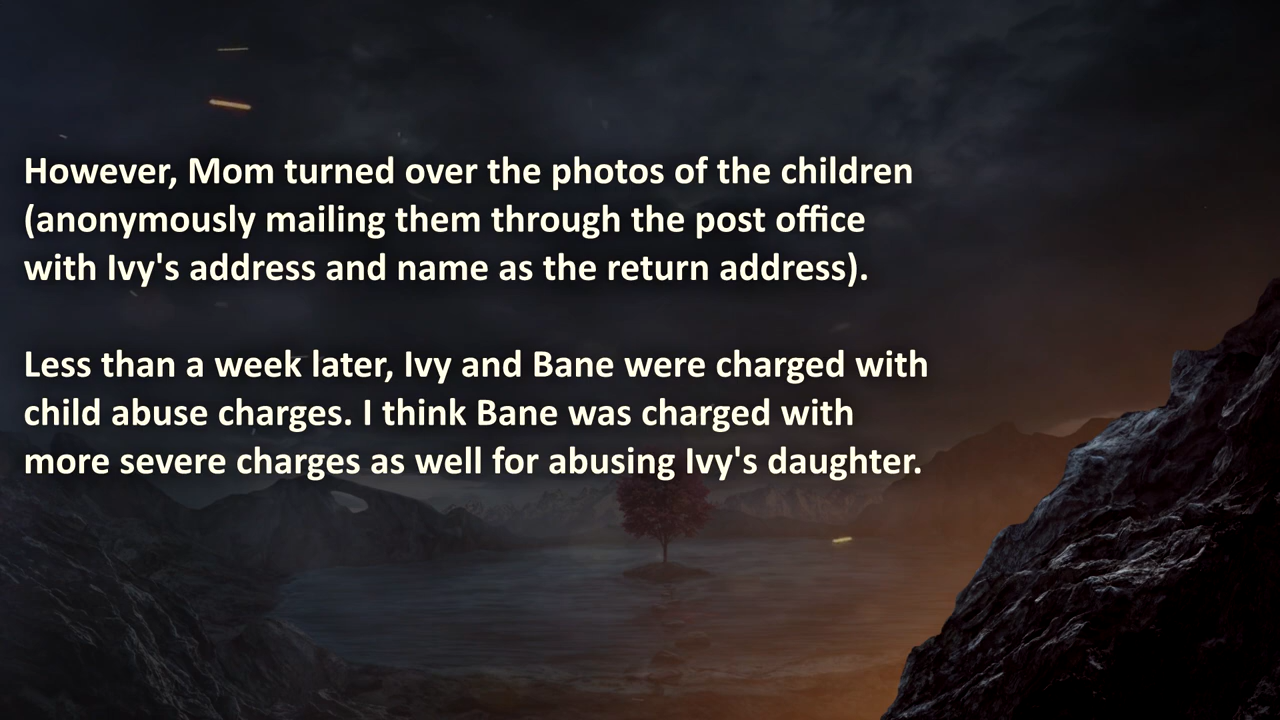 However, Mom turned over the photos of the children
(anonymously mailing them through the post office
with Ivy's address and name as the return address).
Less than a week later, Ivy and Bane were charged with
child abuse charges. I think Bane was charged with
more severe charges as well for abusing Ivy's daughter.